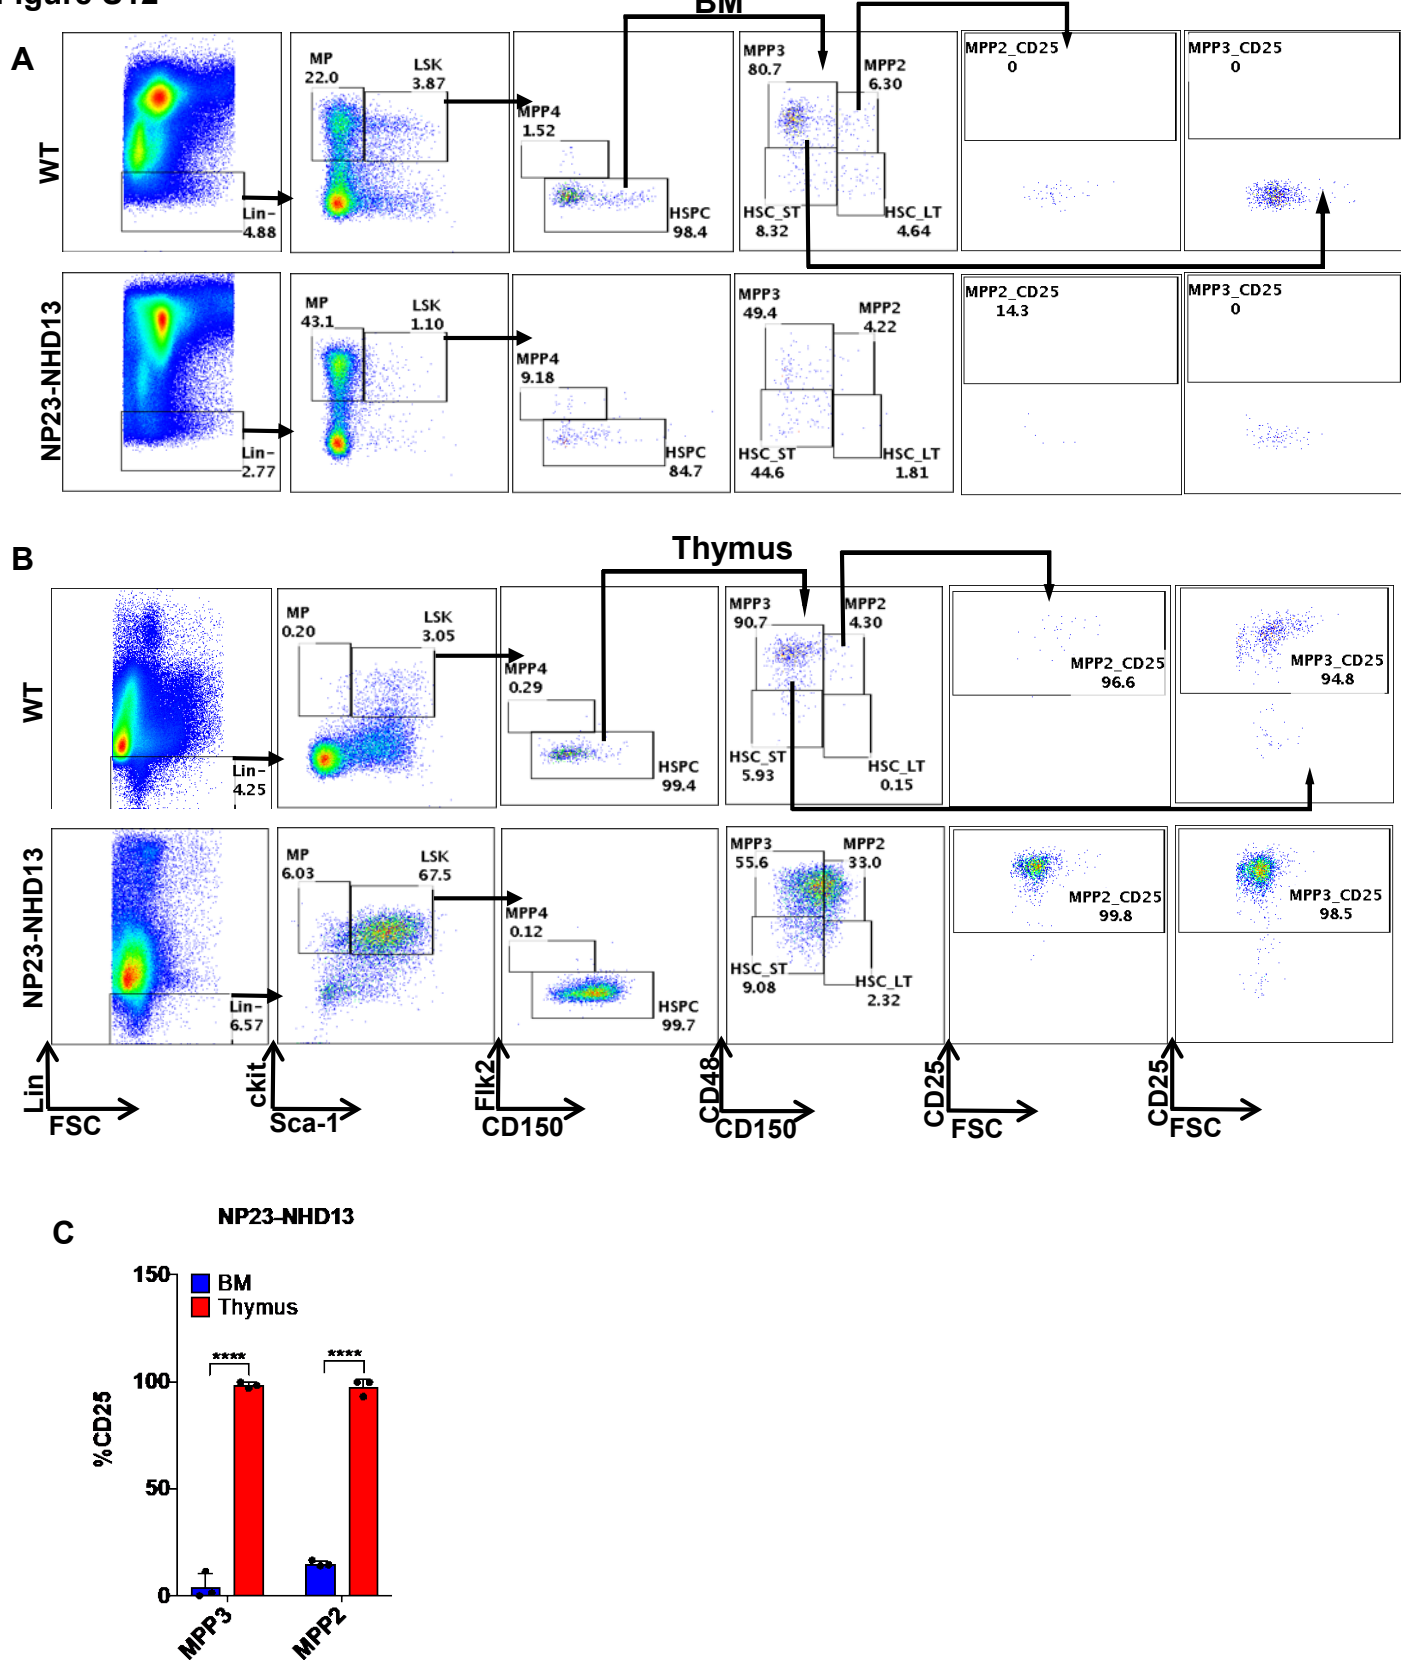 Figure S12
BM
A
WT
Lin-
4.88
MP
22.0
LSK
3.87
MPP4
1.52
HSPC
98.4
MPP3
80.7
MPP2
6.30
HSC_ST
8.32
HSC_LT
4.64
MPP2_CD25
0
MPP3_CD25
0
NP23-NHD13
Lin-
2.77
MP
43.1
LSK
1.10
MPP4
9.18
HSPC
84.7
MPP3
49.4
MPP2
4.22
HSC_ST
44.6
HSC_LT
1.81
MPP2_CD25
14.3
MPP3_CD25
0
B
Thymus
WT
Lin-
4.25
MP
0.20
LSK
3.05
MPP4
0.29
HSPC
99.4
MPP3
90.7
MPP2
4.30
HSC_ST
5.93
HSC_LT
0.15
MPP2_CD25
96.6
MPP3_CD25
94.8
NP23-NHD13
Lin-
6.57
MP
6.03
LSK
67.5
MPP4
0.12
HSPC
99.7
MPP3
55.6
MPP2
33.0
HSC_ST
9.08
HSC_LT
2.32
MPP2_CD25
99.8
MPP3_CD25
98.5
Lin
FSC
ckit
Sca-1
Flk2
CD150
CD48
CD150
CD25
FSC
CD25
FSC
C
NP23-NHD13
BM
Thymus
%CD25
150
100
50
0
****
****
MPP3
MPP2